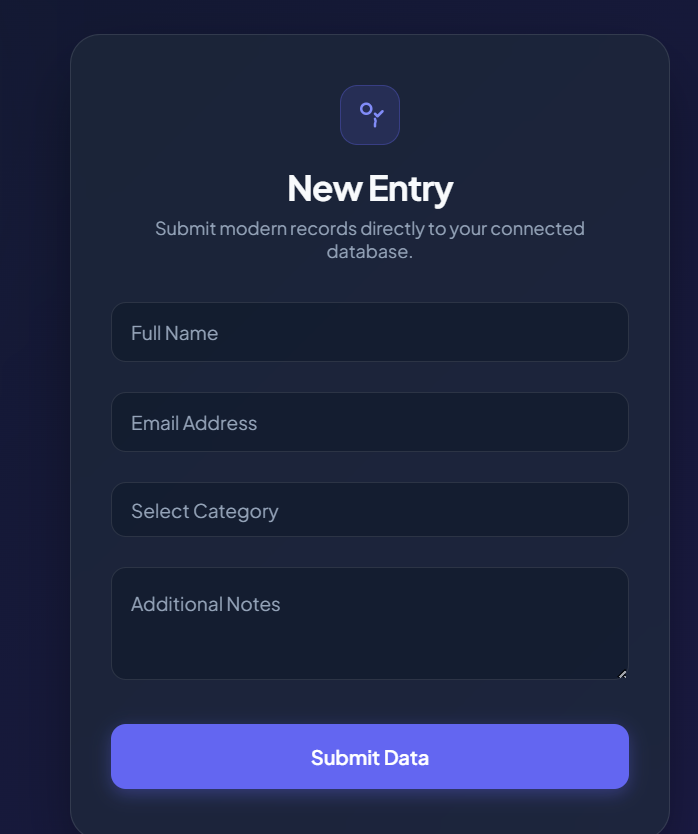 New Entry
Submit modern records directly to your connected
database.
Full Name
Email Address
Select Category
Additional Notes
Submit Data